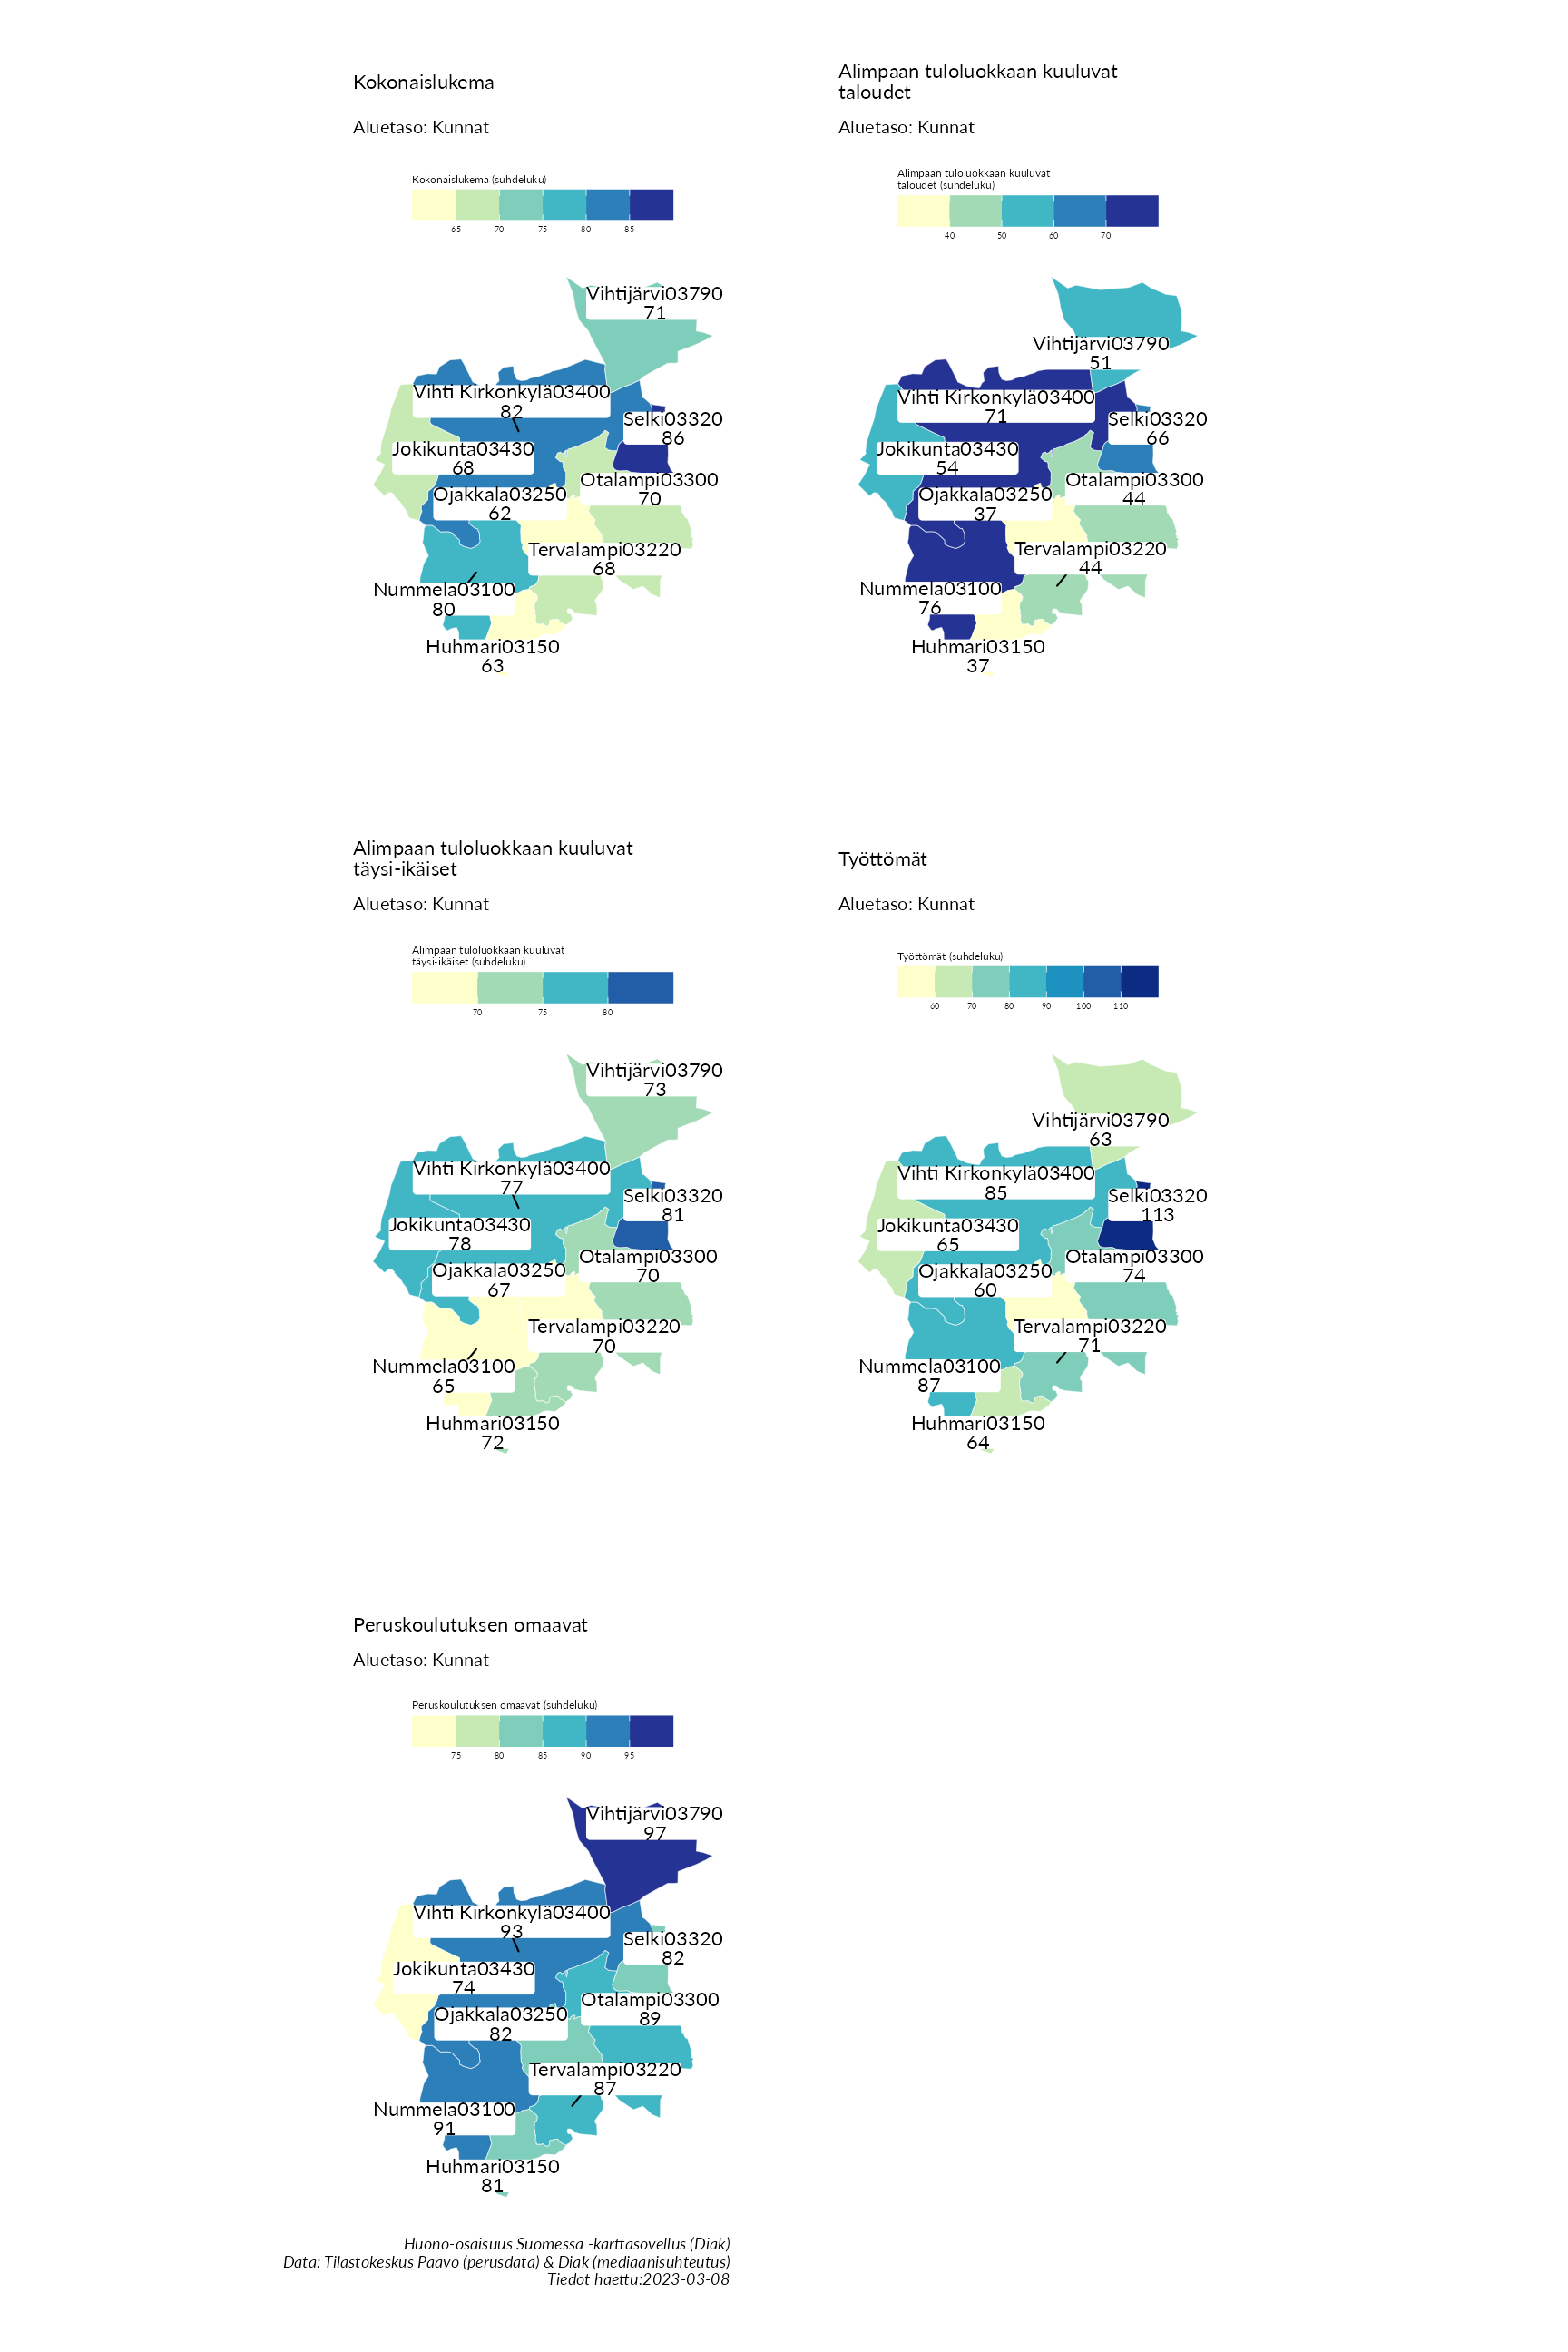 Kokonaislukema
Aluetaso: Kunnat
Kokonaislukema (suhdeluku)
65 70 75 80 85
Vihtijärvi03790
71
Vihti Kirkonkylä03400
82
Selki03320
86
Jokikunta03430
68
Otalampi03300
70
Ojakkala03250
62
Tervalampi03220
68
Nummela03100
80
Huhmari03150
63
Alimpaan tuloluokkaan kuuluvat
taloudet
Aluetaso: Kunnat
Alimpaan tuloluokkaan kuuluvat
taloudet (suhdeluku)
40 50 60 70
Vihtijärvi03790
51
Vihti Kirkonkylä03400
71
Selki03320
66
Jokikunta03430
54
Otalampi03300
44
Ojakkala03250
37
Tervalampi03220
44
Nummela03100
76
Huhmari03150
37
Alimpaan tuloluokkaan kuuluvat
täysi-ikäiset
Aluetaso: Kunnat
Alimpaan tuloluokkaan kuuluvat
täysi-ikäiset (suhdeluku)
70 75 80
Vihtijärvi03790
73
Vihti Kirkonkylä03400
77
Selki03320
81
Jokikunta03430
78
Otalampi03300
70
Ojakkala03250
67
Tervalampi03220
70
Nummela03100
65
Huhmari03150
72
Työttömät
Aluetaso: Kunnat
Työttömät (suhdeluku)
60 70 80 90 100 110
Vihtijärvi03790
63
Vihti Kirkonkylä03400
85
Selki03320
113
Jokikunta03430
65
Otalampi03300
74
Ojakkala03250
60
Tervalampi03220
71
Nummela03100
87
Huhmari03150
64
Peruskoulutuksen omaavat
Aluetaso: Kunnat
Peruskoulutuksen omaavat (suhdeluku)
75 80 85 90 95
Vihtijärvi03790
97
Vihti Kirkonkylä03400
93
Selki03320
82
Jokikunta03430
74
Otalampi03300
89
Ojakkala03250
82
Tervalampi03220
87
Nummela03100
91
Huhmari03150
81
Huono-osaisuus Suomessa -karttasovellus (Diak)
Data: Tilastokeskus Paavo (perusdata) & Diak (mediaanisuhteutus)
Tiedot haettu:2023-03-08